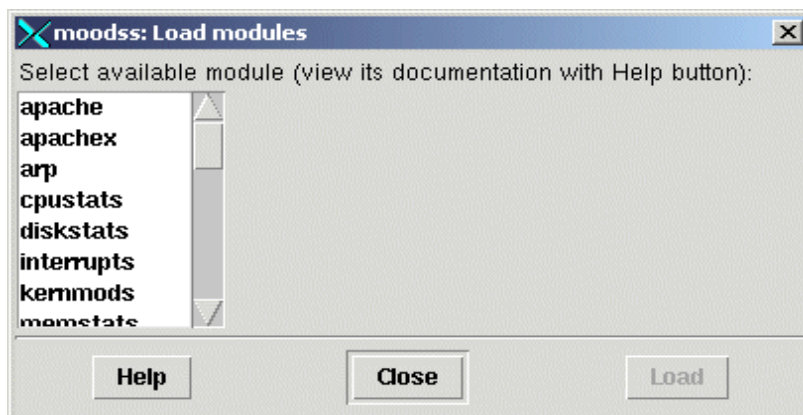 moodss: Load modules
Select available module (view its documentation with Help button):
apache
apachex
arp
cpustats
diskstats
interrupts
kernmods
memstats
Help Close Load